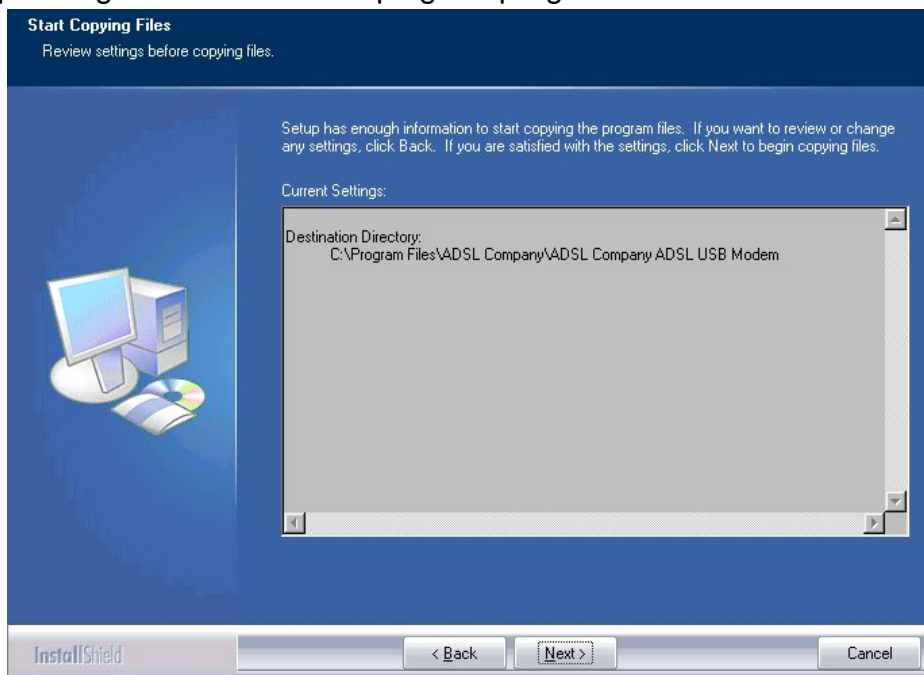 Start Copying Files
Review settings before copying files.
Setup has enough information to start copying the program files. If you want to review or change
any settings, click Back. If you are satisfied with the settings, click Next to begin copying files.
Current Settings:
Destination Directory:
C:\Program Files\ADSL Company\ADSL Company ADSL USB Modem
InstallShield
< Back
Next >
Cancel